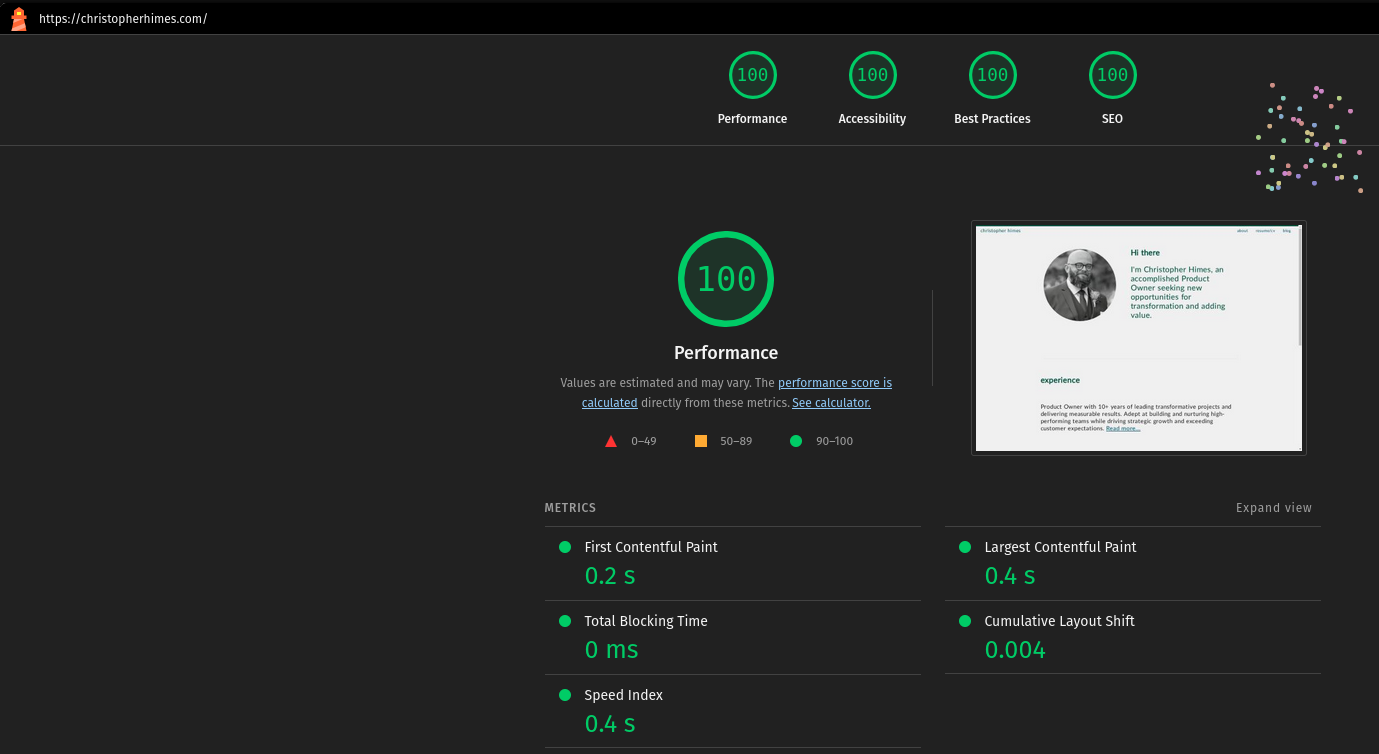 https://christopherhimes.com/
100
100
100
100
Performance
Accessibility
Best Practices
SEO
100
Performance
Values are estimated and may vary. The performance score is
calculated directly from these metrics. See calculator.
0–49
50–89
90–100
christopher himes
about
resumetrix
blog
Hi there
I'm Christopher Himes, an
accomplished Product
Owner seeking new
opportunities for
transformation and adding
value.
experience
Product Owner with 10+ years of leading transformative projects and
delivering measurable results. Adept at building and nurturing high-
performing teams while driving strategic growth and exceeding
customer expectations. Read more...
METRICS
Expand view
First Contentful Paint
0.2 s
Largest Contentful Paint
0.4 s
Total Blocking Time
0 ms
Cumulative Layout Shift
0.004
Speed Index
0.4 s